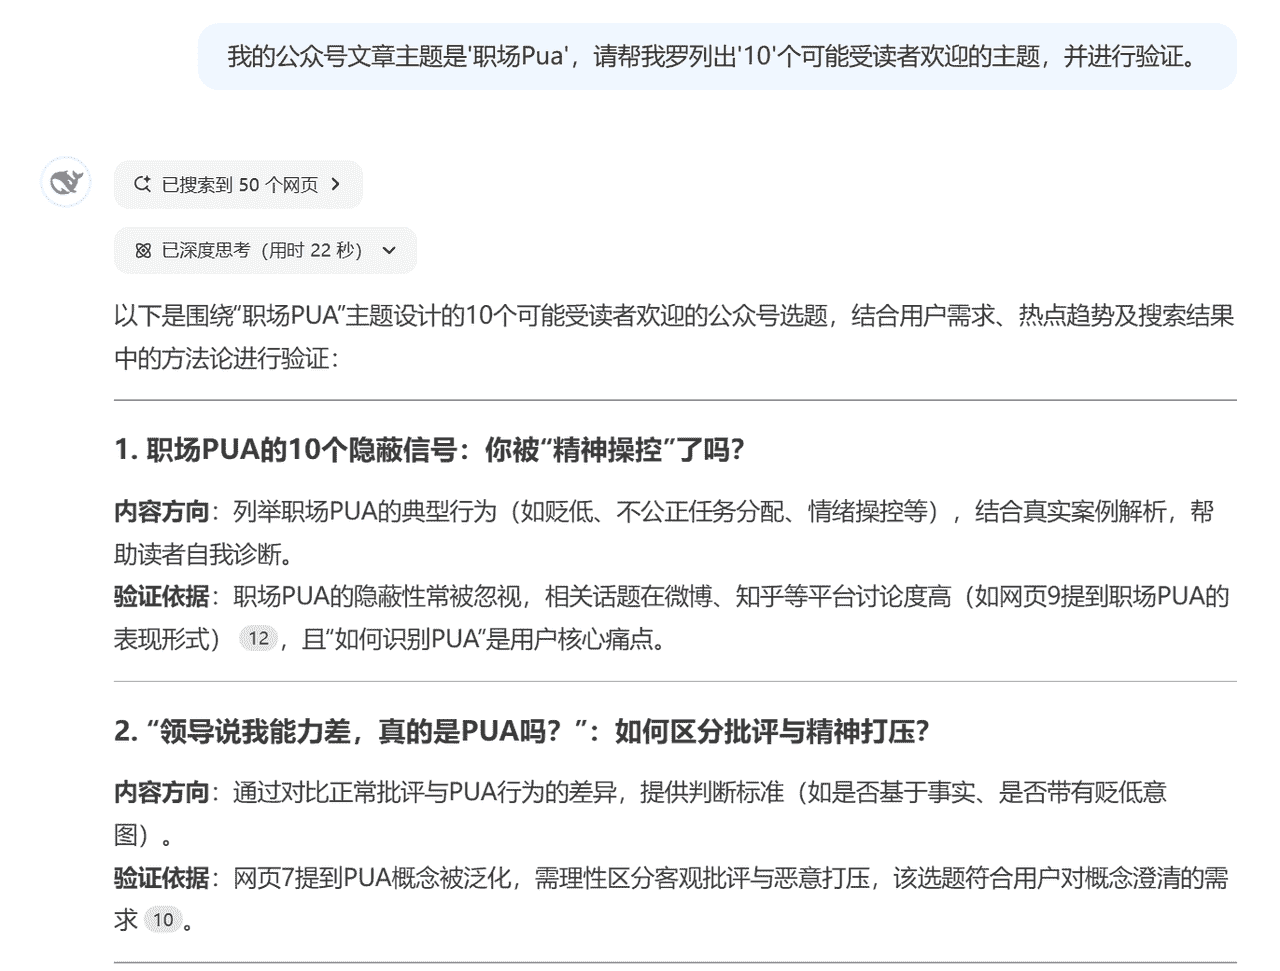 我的公众号文章主题是'职场Pua'，请帮我罗列出'10'个可能受读者欢迎的主题，并进行验证。
已搜索到 50 个网页
已深度思考（用时 22 秒）
以下是围绕“职场PUA”主题设计的10个可能受读者欢迎的公众号选题，结合用户需求、热点趋势及搜索结果
中的方法论进行验证：
1. 职场PUA的10个隐蔽信号：你被“精神操控”了吗？
内容方向：列举职场PUA的典型行为（如贬低、不公正任务分配、情绪操控等），结合真实案例解析，帮
助读者自我诊断。
验证依据：职场PUA的隐蔽性常被忽视，相关话题在微博、知乎等平台讨论度高（如网页9提到职场PUA的
表现形式） 12 ，且“如何识别PUA”是用户核心痛点。
2. “领导说我能力差，真的是PUA吗？”：如何区分批评与精神打压？
内容方向：通过对比正常批评与PUA行为的差异，提供判断标准（如是否基于事实、是否带有贬低意
图）。
验证依据：网页7提到PUA概念被泛化，需理性区分客观批评与恶意打压，该选题符合用户对概念澄清的需
求 10 。